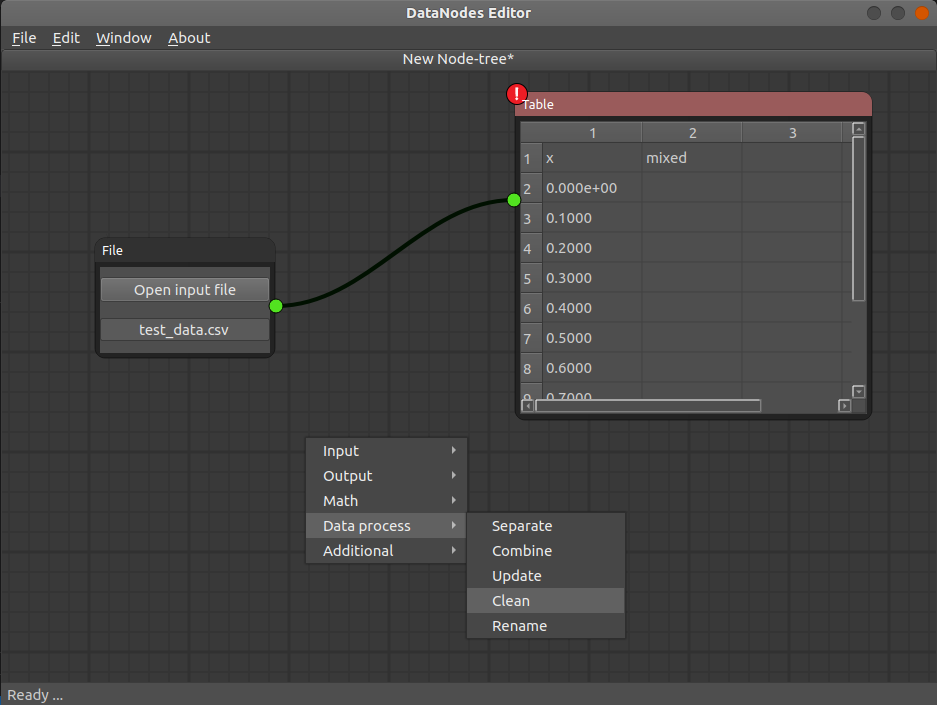 DataNodes Editor
File Edit Window About
New Node-tree*
!
Table
1 2 3
1 x mixed
2 0.000e+00
3 0.1000
4 0.2000
5 0.3000
6 0.4000
7 0.5000
8 0.6000
9 0.7000
File
Open input file
test_data.csv
Input
Output
Math
Data process
Additional
Separate
Combine
Update
Clean
Rename
Ready ...